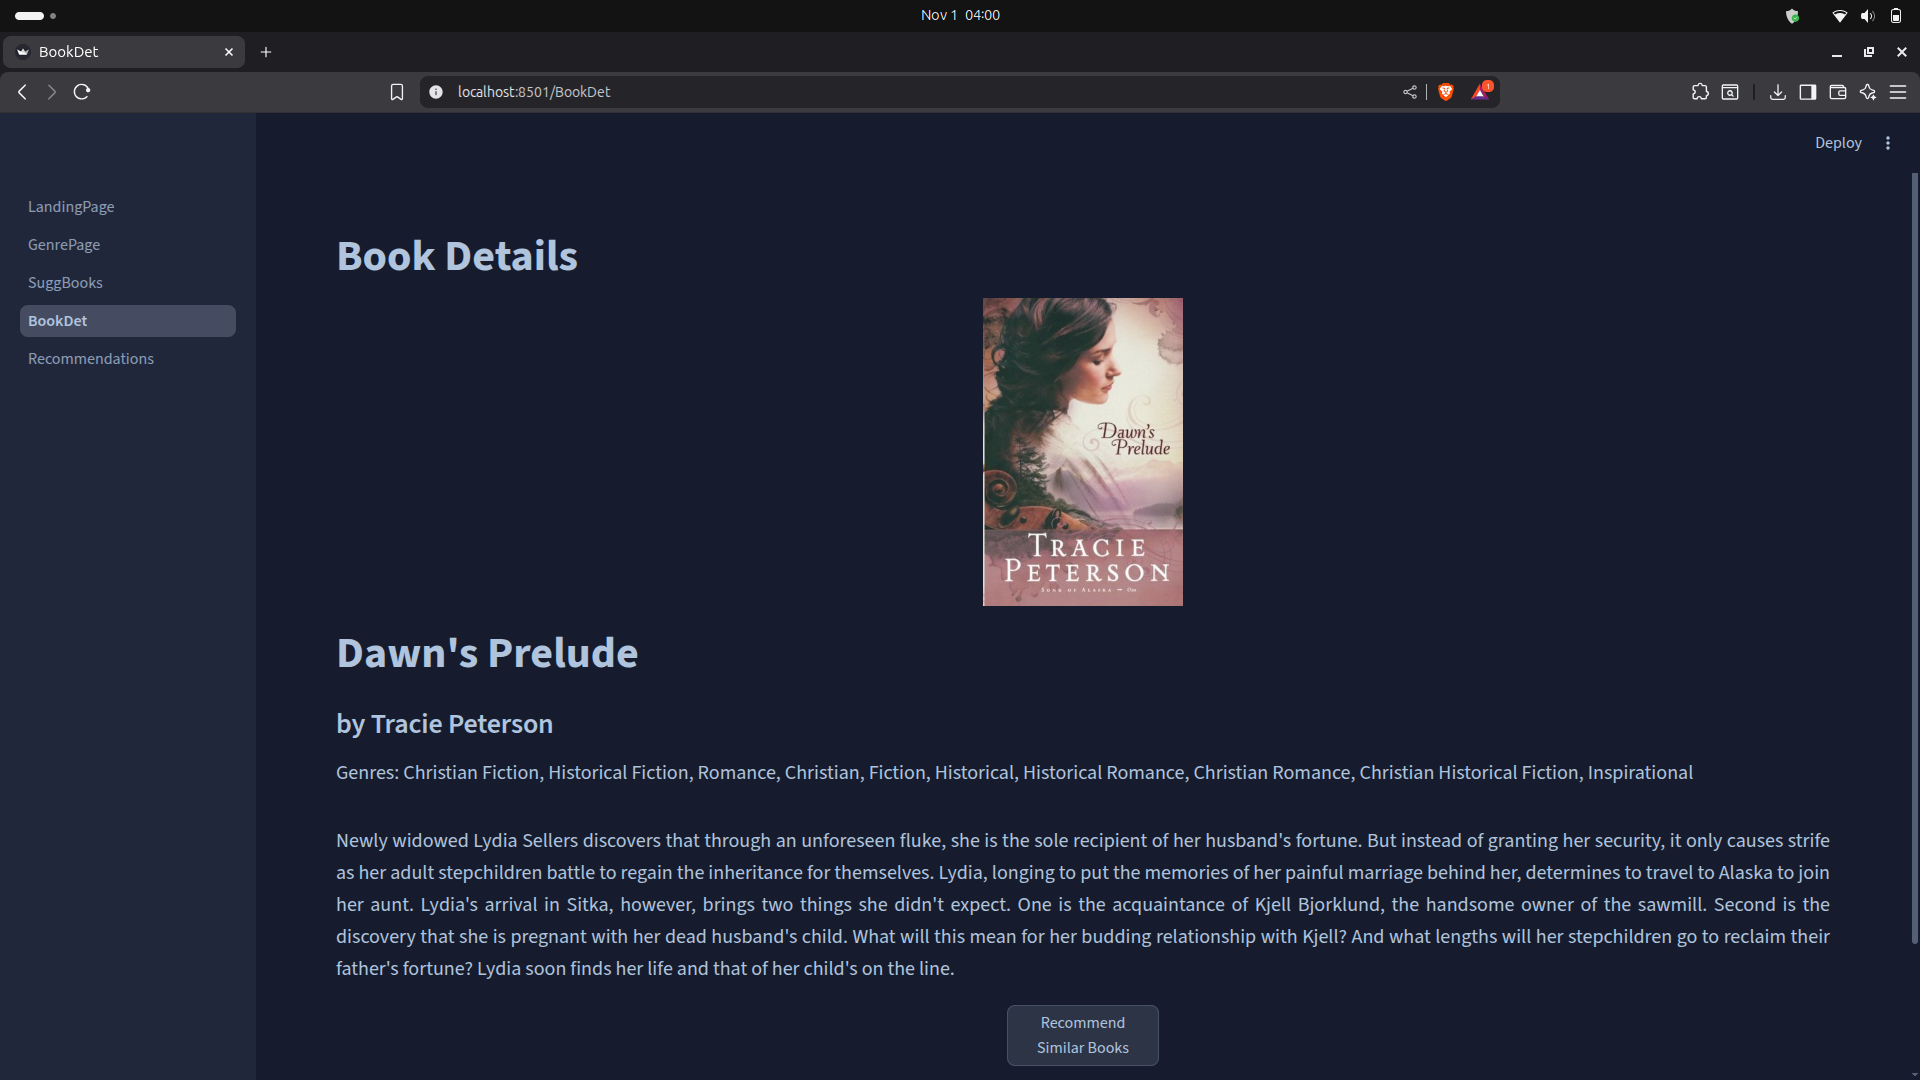 Nov 1 04:00
BookDet
localhost:8501/BookDet
1
Deploy
LandingPage
GenrePage
SuggBooks
BookDet
Recommendations
Book Details
Dawn's
Prelude
TRACIE
PETERSON
SONG OF ALASKA – One
Dawn's Prelude
by Tracie Peterson
Genres: Christian Fiction, Historical Fiction, Romance, Christian, Fiction, Historical, Historical Romance, Christian Romance, Christian Historical Fiction, Inspirational
Newly widowed Lydia Sellers discovers that through an unforeseen fluke, she is the sole recipient of her husband's fortune. But instead of granting her security, it only causes strife
as her adult stepchildren battle to regain the inheritance for themselves. Lydia, longing to put the memories of her painful marriage behind her, determines to travel to Alaska to join
her aunt. Lydia's arrival in Sitka, however, brings two things she didn't expect. One is the acquaintance of Kjell Bjorklund, the handsome owner of the sawmill. Second is the
discovery that she is pregnant with her dead husband's child. What will this mean for her budding relationship with Kjell? And what lengths will her stepchildren go to reclaim their
father's fortune? Lydia soon finds her life and that of her child's on the line.
Recommend
Similar Books